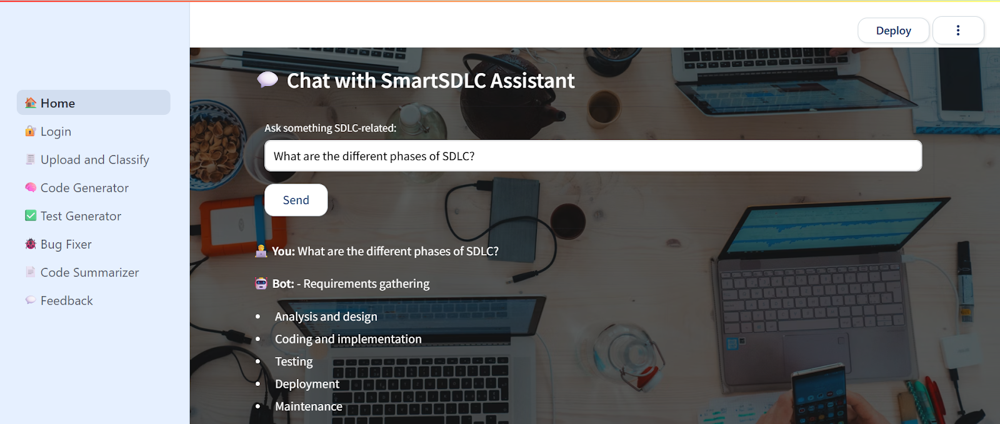 Deploy
Home
Login
Upload and Classify
Code Generator
Test Generator
Bug Fixer
Code Summarizer
Feedback
Chat with SmartSDLC Assistant
Ask something SDLC-related:
What are the different phases of SDLC?
Send
You: What are the different phases of SDLC?
Bot: - Requirements gathering
• Analysis and design
• Coding and implementation
• Testing
• Deployment
• Maintenance